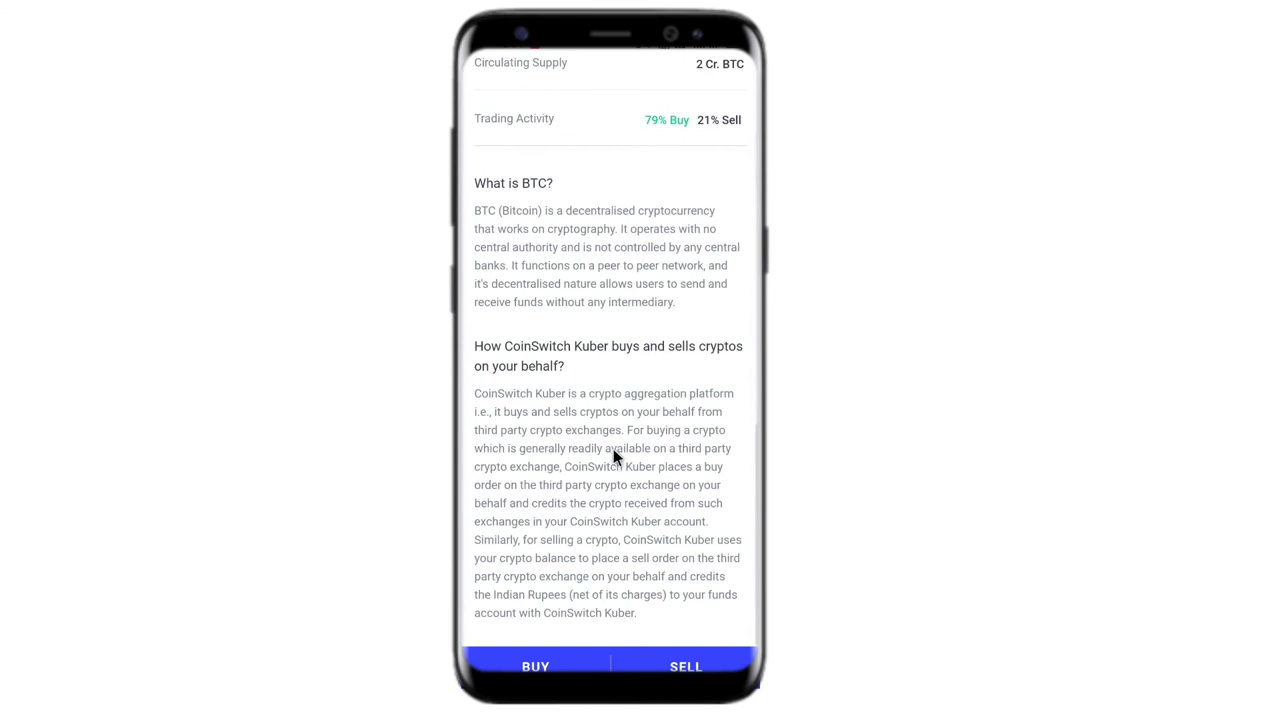 Circulating Supply 2 Cr. BTC
Trading Activity 79% Buy 21% Sell
What is BTC?
BTC (Bitcoin) is a decentralised cryptocurrency
that works on cryptography. It operates with no
central authority and is not controlled by any central
banks. It functions on a peer to peer network, and
it's decentralised nature allows users to send and
receive funds without any intermediary.
How CoinSwitch Kuber buys and sells cryptos
on your behalf?
CoinSwitch Kuber is a crypto aggregation platform
i.e., it buys and sells cryptos on your behalf from
third party crypto exchanges. For buying a crypto
which is generally readily available on a third party
crypto exchange, CoinSwitch Kuber places a buy
order on the third party crypto exchange on your
behalf and credits the crypto received from such
exchanges in your CoinSwitch Kuber account.
Similarly, for selling a crypto, CoinSwitch Kuber uses
your crypto balance to place a sell order on the third
party crypto exchange on your behalf and credits
the Indian Rupees (net of its charges) to your funds
account with CoinSwitch Kuber.
BUY SELL